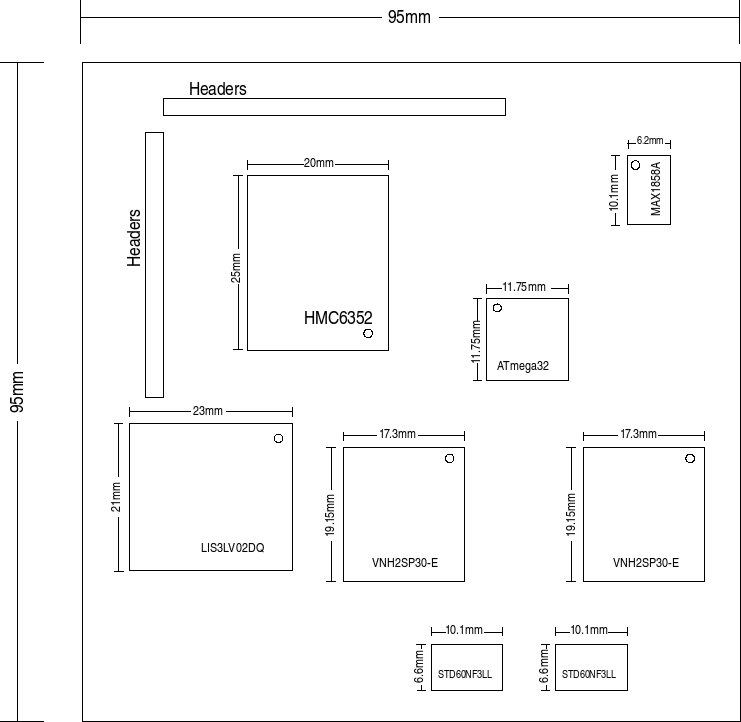 95mm
Headers
6.2mm
20mm
10.1mm
MAX1858A
Headers
25mm
HMC6352
11.75mm
11.75mm
ATmega32
95mm
23mm
17.3mm
17.3mm
21mm
19.15mm
19.15mm
LIS3LV02DQ
VNH2SP30-E
VNH2SP30-E
10.1mm
10.1mm
6.6mm
STD60NF3LL
6.6mm
STD60NF3LL